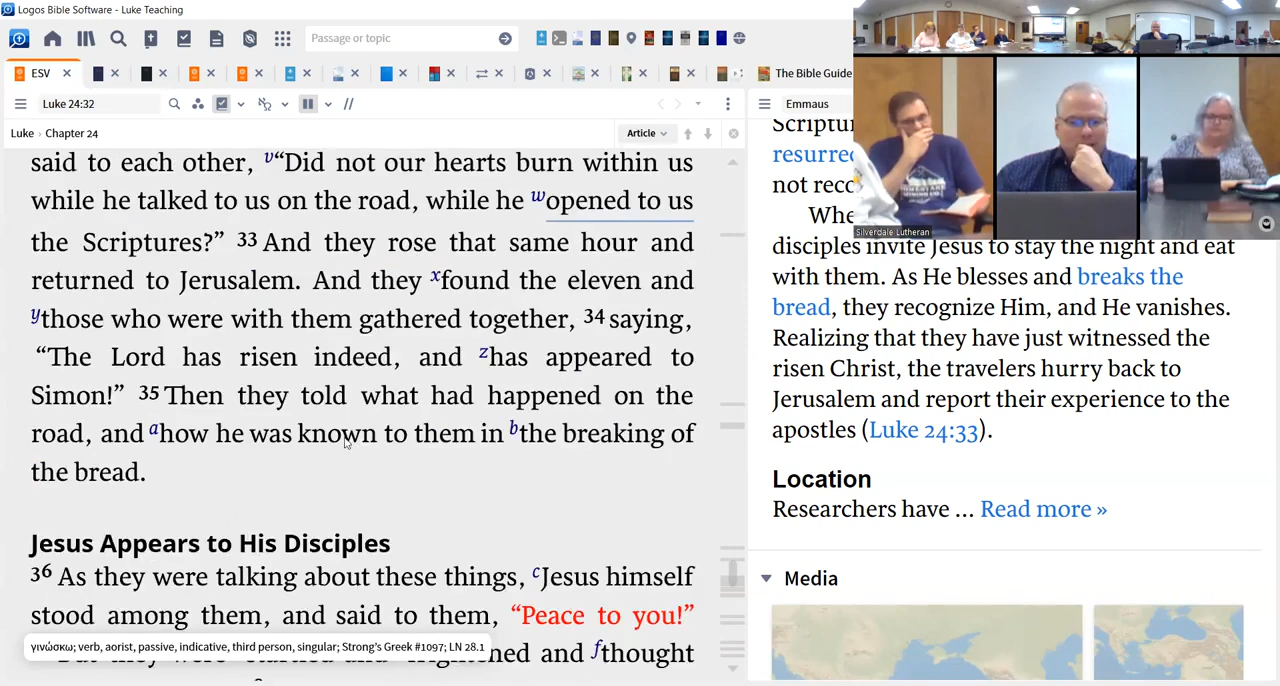 Logos Bible Software - Luke Teaching
Passage or topic
ESV
The Bible Guide
Luke 24:32
//
Luke › Chapter 24
Article
said to each other, v“Did not our hearts burn within us
while he talked to us on the road, while he wopened to us
the Scriptures?” 33 And they rose that same hour and
returned to Jerusalem. And they xfound the eleven and
ythose who were with them gathered together, 34 saying,
“The Lord has risen indeed, and zhas appeared to
Simon!” 35 Then they told what had happened on the
road, and ahow he was known to them in bthe breaking of
the bread.
Jesus Appears to His Disciples
36 As they were talking about these things, cJesus himself
stood among them, and said to them, “Peace to you!”
fthought
γινώσκω; verb, aorist, passive, indicative, third person, singular; Strong's Greek #1097; LN 28.1
Emmaus
Scriptur
resurre
not reco
Whe
disciples invite Jesus to stay the night and eat
with them. As He blesses and breaks the
bread, they recognize Him, and He vanishes.
Realizing that they have just witnessed the
risen Christ, the travelers hurry back to
Jerusalem and report their experience to the
apostles (Luke 24:33).
Location
Researchers have ... Read more »
Media
Silverdale Lutheran